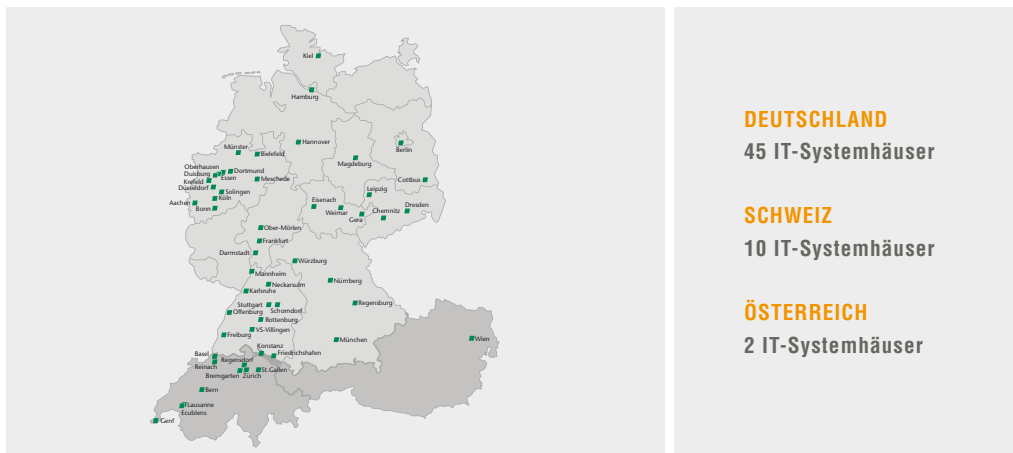 Kiel
Hamburg
Hannover
Berlin
Münster
Bielefeld
Magdeburg
Oberhausen
Duisburg
Dortmund
Essen
Krefeld
Meschede
Cottbus
Düsseldorf
Solingen
Leipzig
Köln
Eisenach
Aachen
Bonn
Weimar
Gera
Chemnitz
Dresden
Ober-Mörlen
Frankfurt
Darmstadt
Würzburg
Mannheim
Neckarsulm
Nürnberg
Karlsruhe
Stuttgart
Schorndorf
Regensburg
Offenburg
Rottenburg
VS-Villingen
Freiburg
München
Wien
Konstanz
Basel
Friedrichshafen
Regensdorf
Reinach
St.Gallen
Bremgarten
Zürich
Bern
Lausanne
Ecublens
Genf
DEUTSCHLAND
45 IT-Systemhäuser
SCHWEIZ
10 IT-Systemhäuser
ÖSTERREICH
2 IT-Systemhäuser